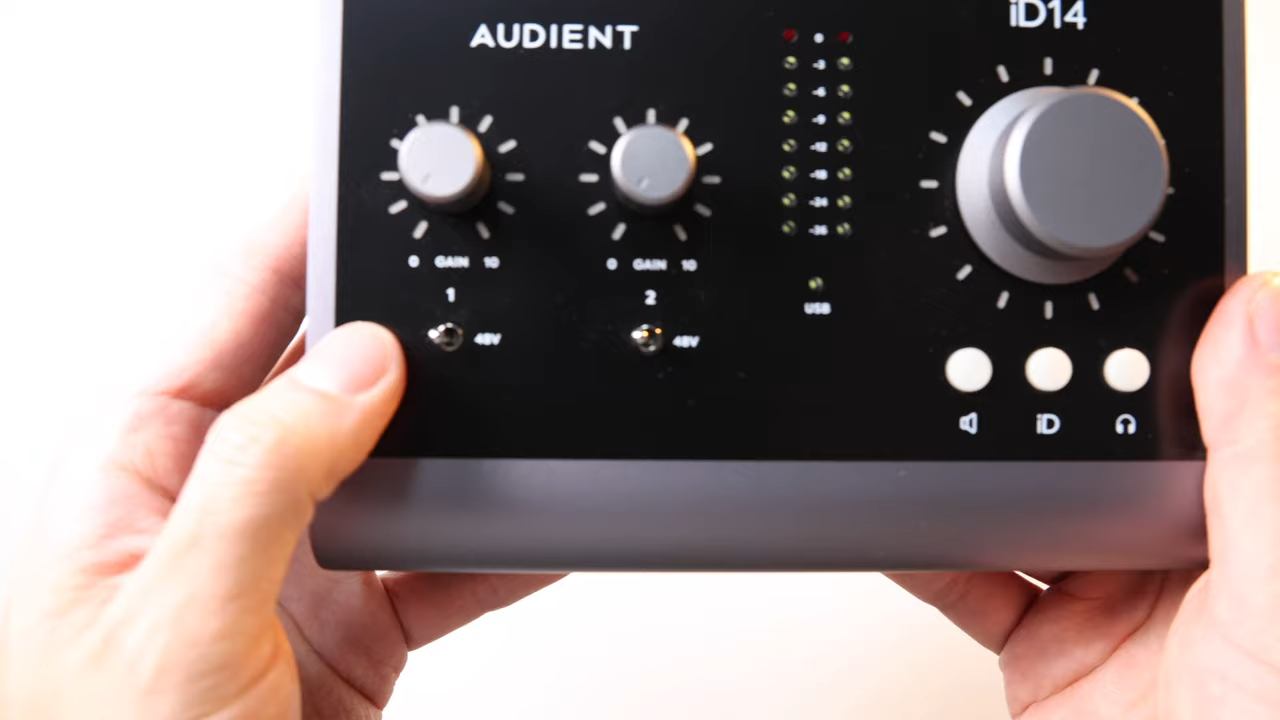 AUDIENT
iD14
0
-3
-6
-9
-12
-18
-24
-36
USB
0 GAIN 10
1
48V
0 GAIN 10
2
48V
iD